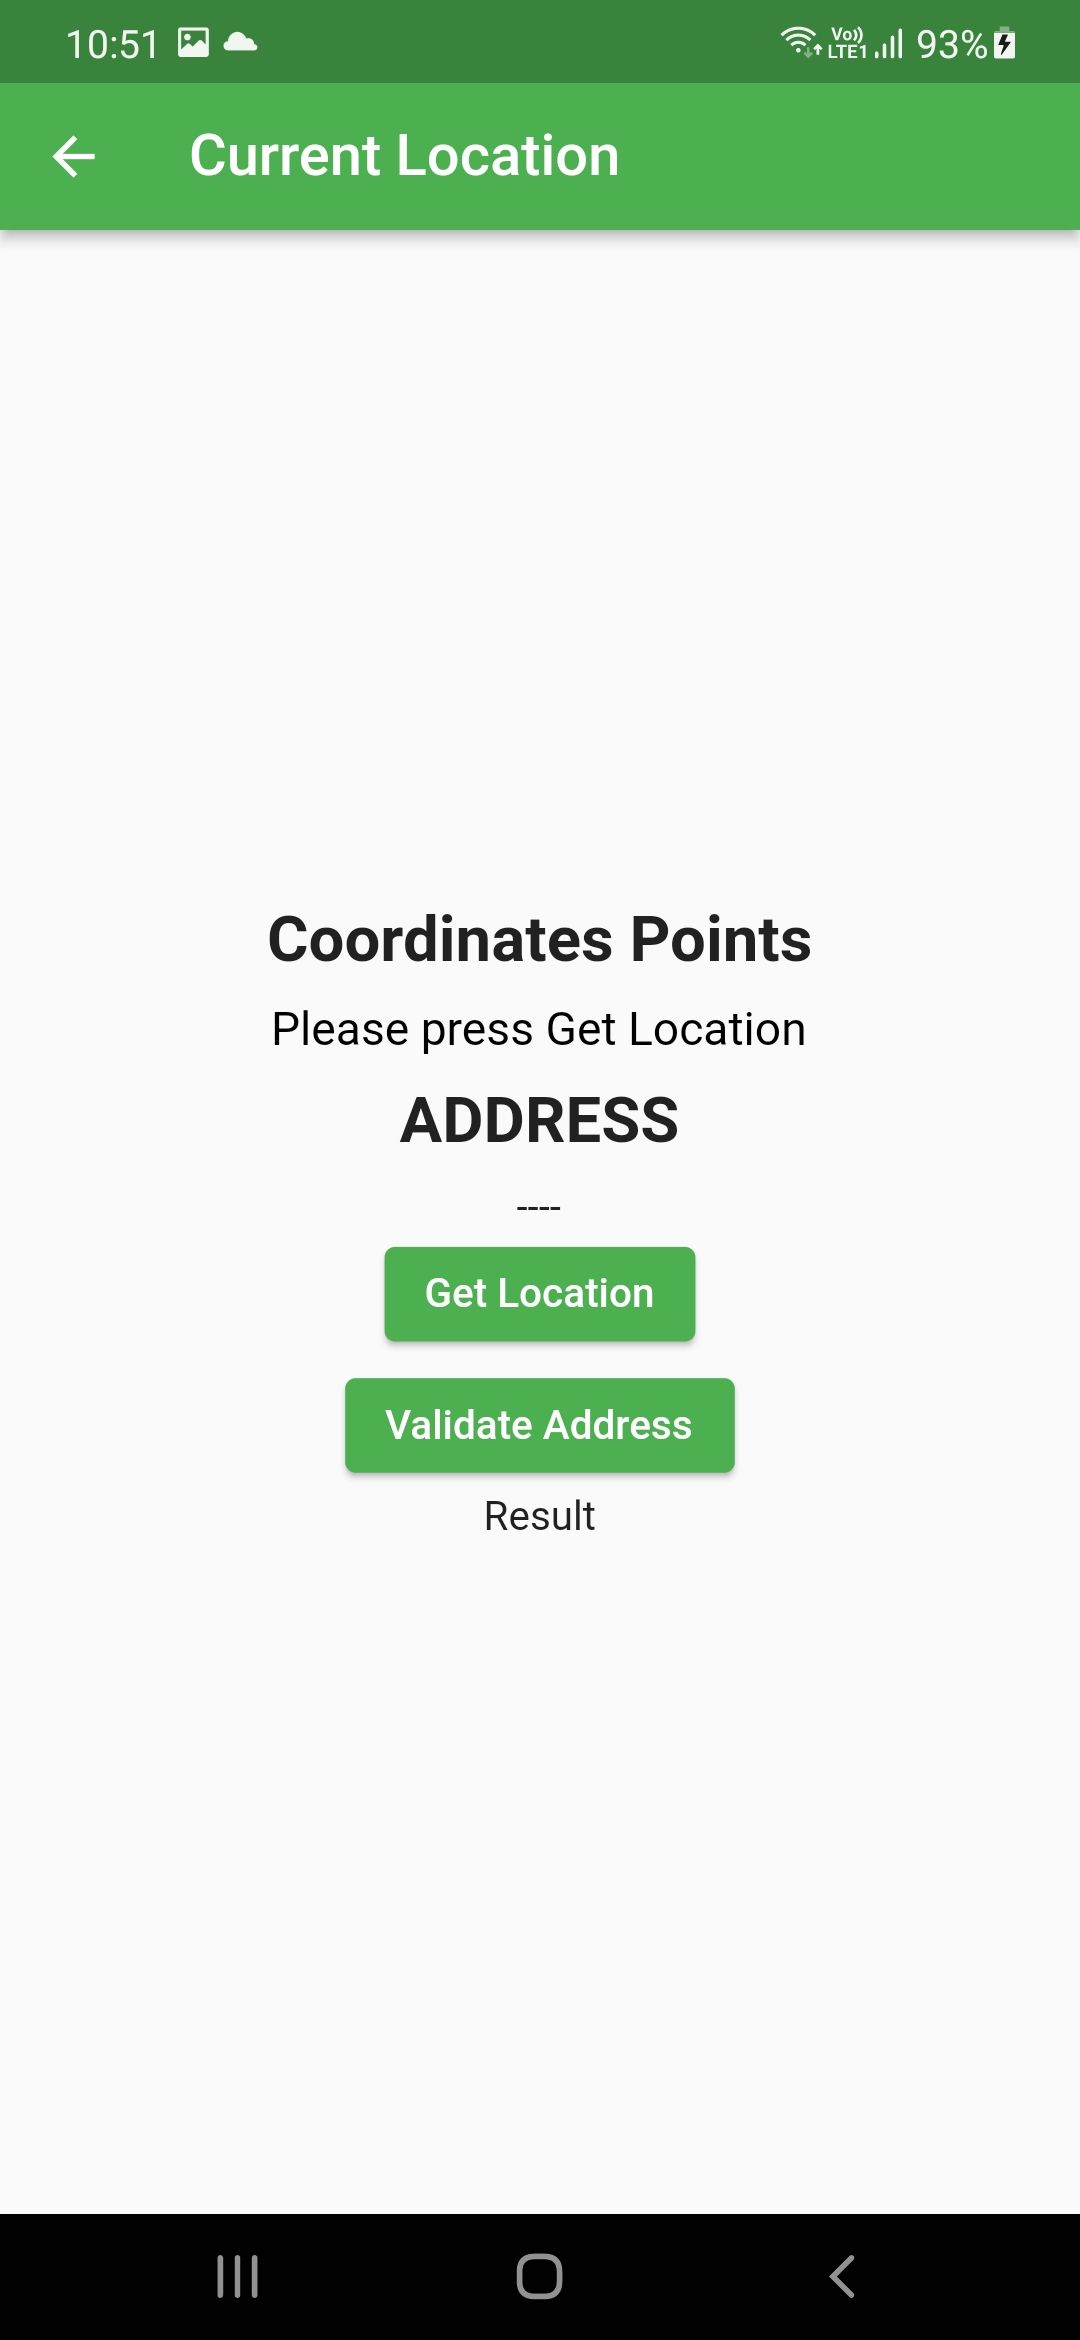 10:51 Vo)) LTE1 93%
Current Location
Coordinates Points
Please press Get Location
ADDRESS
----
Get Location
Validate Address
Result